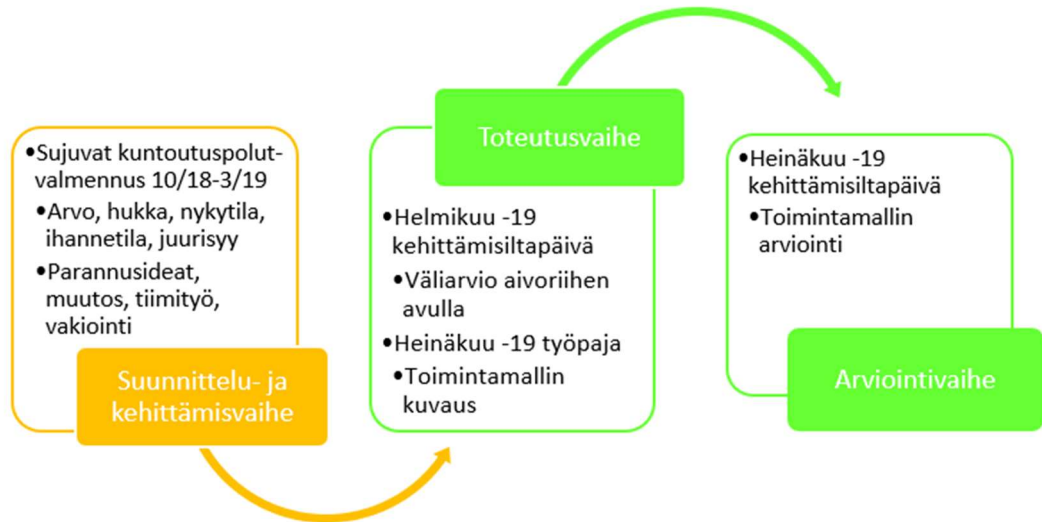 •Sujuvat kuntoutuspolut-
valmennus 10/18-3/19
•Arvo, hukka, nykytila,
ihannetila, juurisyy
•Parannusideat,
muutos, tiimityö,
vakiointi
Suunnittelu- ja
kehittämisvaihe
Toteutusvaihe
•Helmikuu -19
kehittämisiltapäivä
•Väliarvio aivoriihen
avulla
•Heinäkuu -19 työpaja
•Toimintamallin
kuvaus
•Heinäkuu -19
kehittämisiltapäivä
•Toimintamallin
arviointi
Arviointivaihe